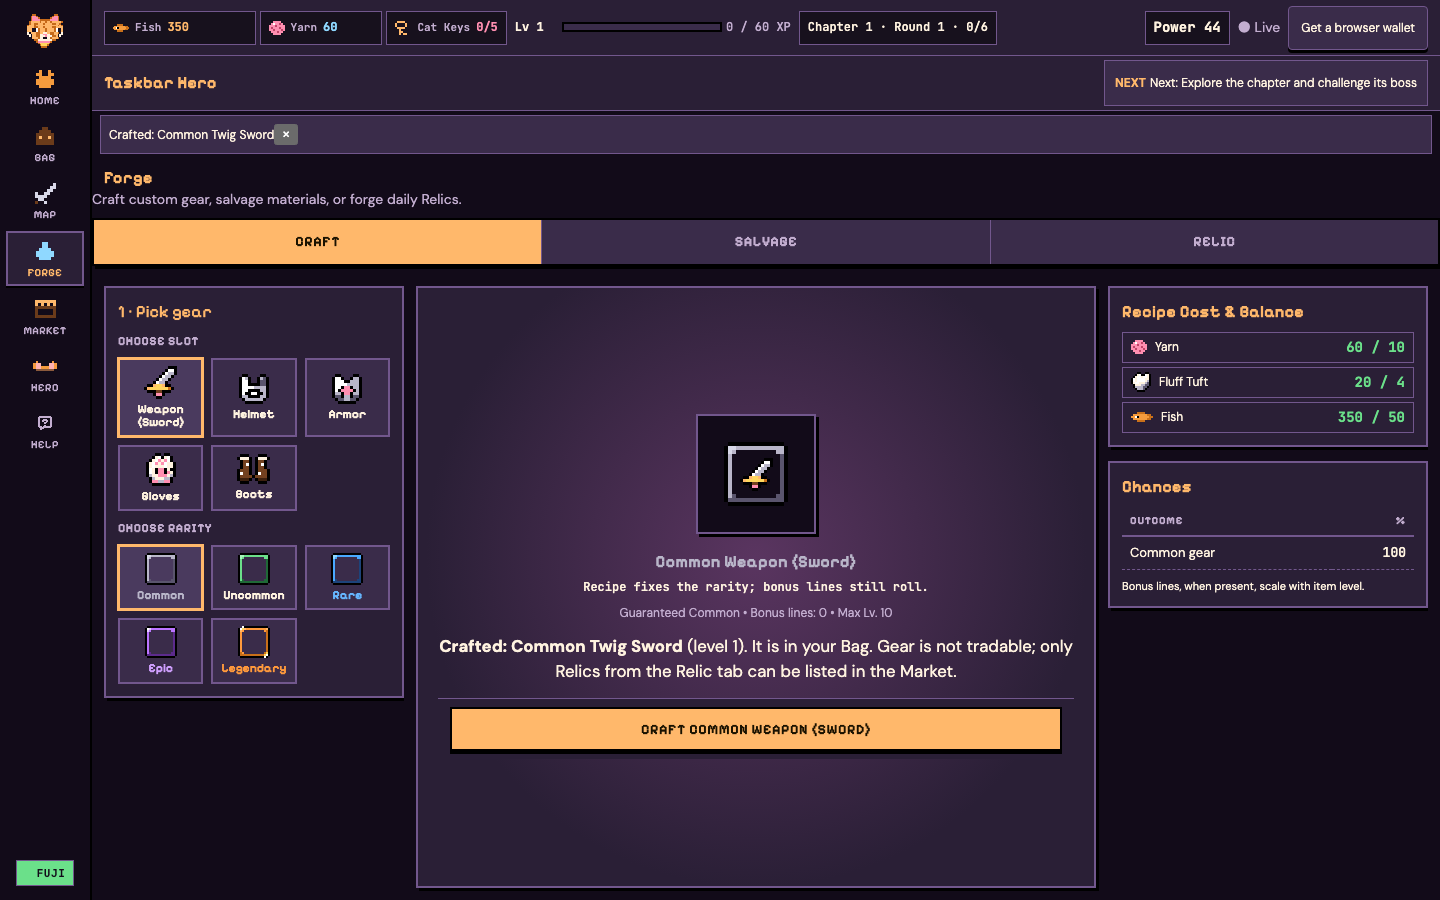 Fish 350
Yarn 60
Cat Keys 0/5
Lv 1
0 / 60 XP
Chapter 1 · Round 1 · 0/6
Power 44
Live
Get a browser wallet
HOME
BAG
MAP
FORGE
MARKET
HERO
HELP
FUJI
Taskbar Hero
NEXT Next: Explore the chapter and challenge its boss
Crafted: Common Twig Sword ×
Forge
Craft custom gear, salvage materials, or forge daily Relics.
CRAFT
SALVAGE
RELIC
1 · Pick gear
CHOOSE SLOT
Weapon
(Sword)
Helmet
Armor
Gloves
Boots
CHOOSE RARITY
Common
Uncommon
Rare
Epic
Legendary
Common Weapon (Sword)
Recipe fixes the rarity; bonus lines still roll.
Guaranteed Common • Bonus lines: 0 • Max Lv. 10
Crafted: Common Twig Sword (level 1). It is in your Bag. Gear is not tradable; only
Relics from the Relic tab can be listed in the Market.
CRAFT COMMON WEAPON (SWORD)
Recipe Cost & Balance
Yarn 60 / 10
Fluff Tuft 20 / 4
Fish 350 / 50
Chances
OUTCOME %
Common gear 100
Bonus lines, when present, scale with item level.